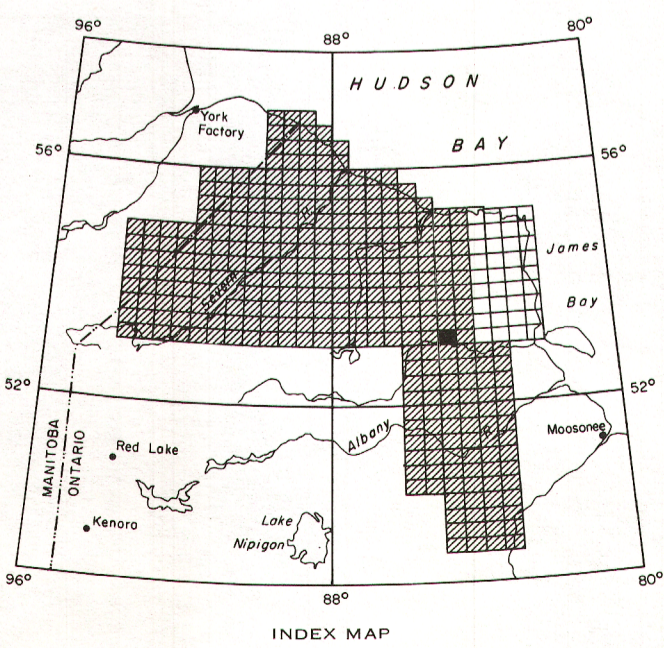 96°
88°
80°
HUDSON
BAY
York
Factory
56°
56°
James
Bay
Severn
R.
52°
52°
Albany
R.
Moosonee
MANITOBA
ONTARIO
Red Lake
Kenora
Lake
Nipigon
96°
88°
80°
INDEX MAP